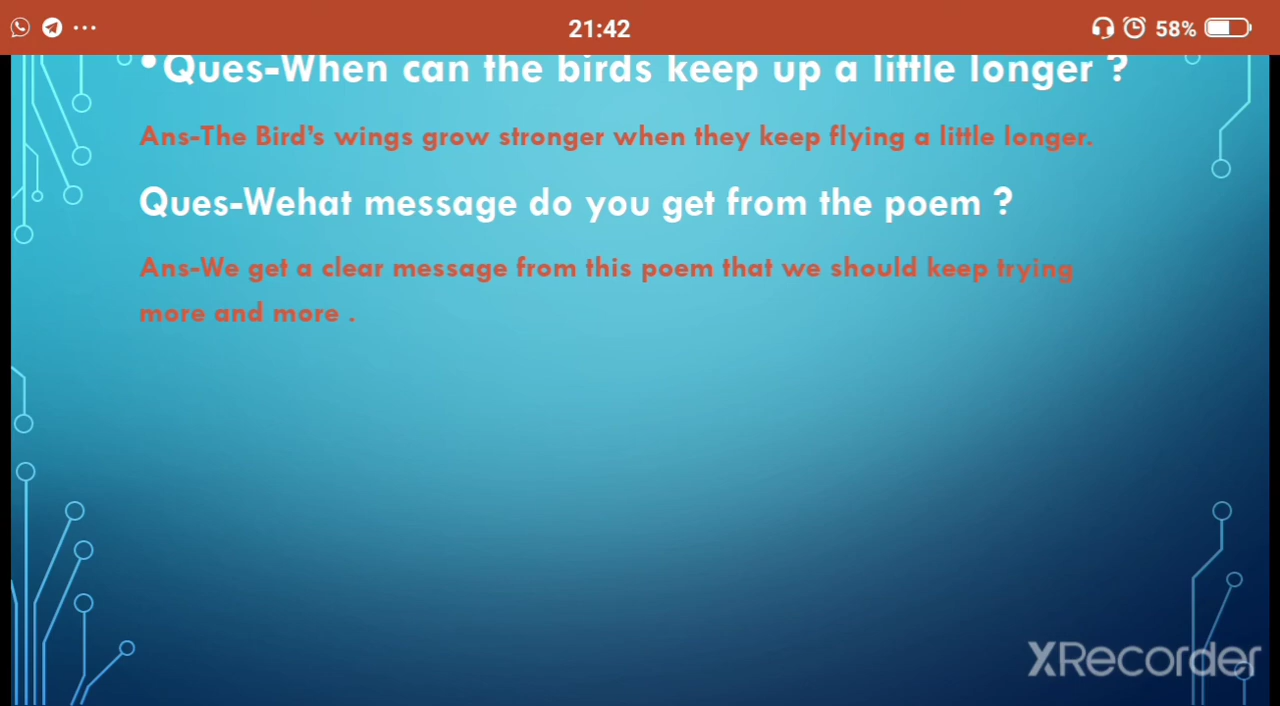 21:42
58%
•Ques-When can the birds keep up a little longer ?
Ans-The Bird's wings grow stronger when they keep flying a little longer.
Ques-Wehat message do you get from the poem ?
Ans-We get a clear message from this poem that we should keep trying
more and more .
XRecorder